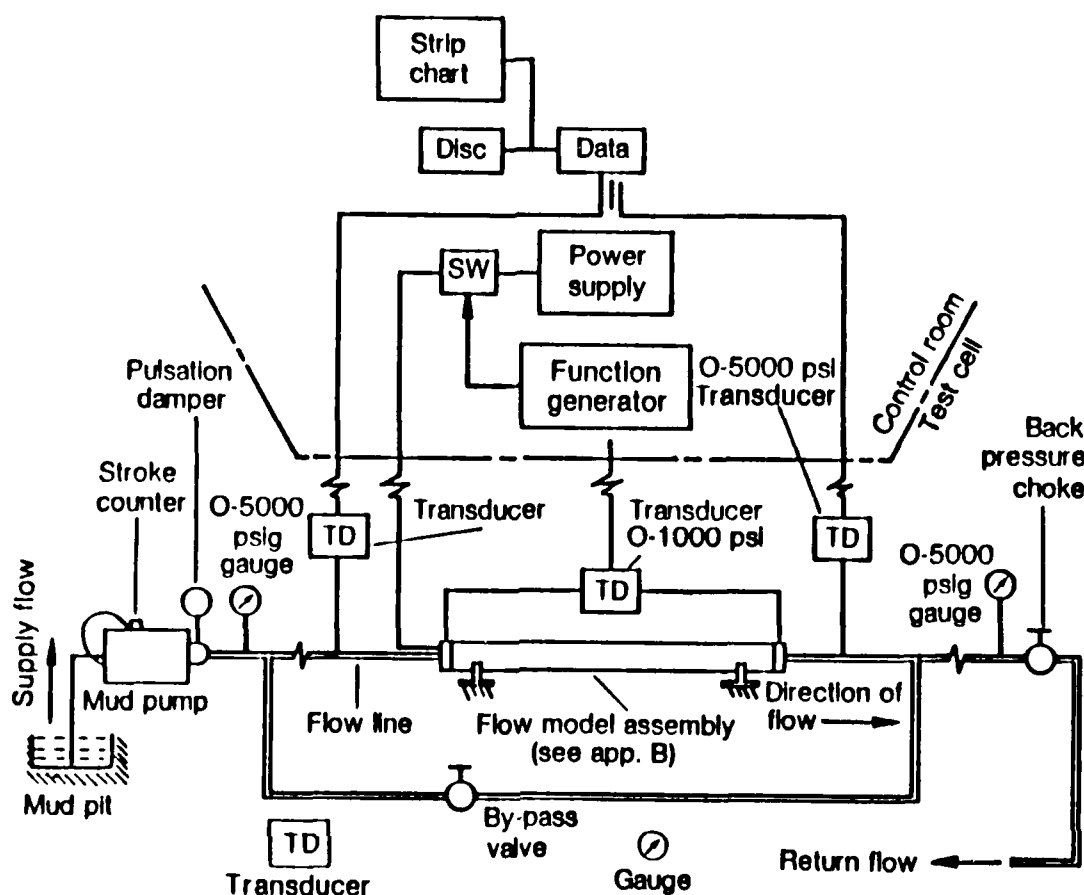 Strip
chart
Disc
Data
SW
Power
supply
Function
generator
O-5000 psi
Transducer
Control room
Test cell
Pulsation
damper
Stroke
counter
O-5000
psig
gauge
TD
Transducer
Transducer
O-1000 psi
TD
TD
Back
pressure
choke
O-5000
psig
gauge
Supply flow
Mud pump
Mud pit
Flow line
Flow model assembly
(see app. B)
Direction of
flow
By-pass
valve
TD
Transducer
Gauge
Return flow